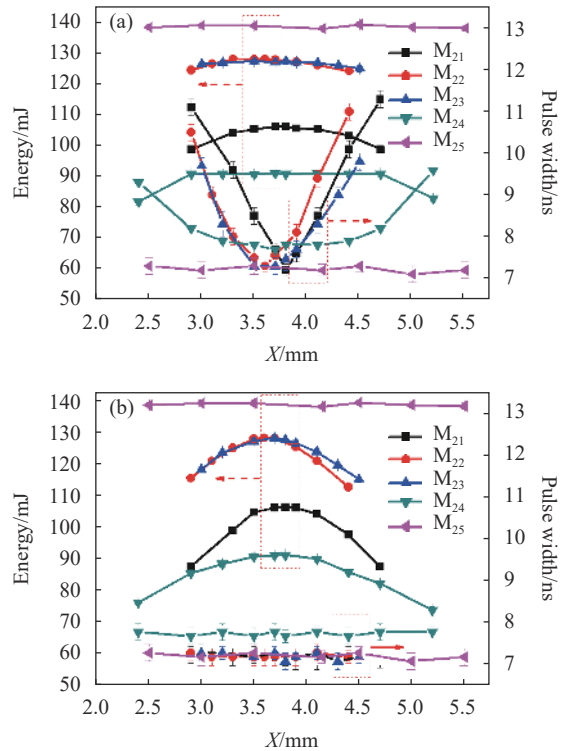 (a)
140
130
120
110
100
90
80
70
60
50
Energy/mJ
13
12
11
10
9
8
7
Pulse width/ns
M21
M22
M23
M24
M25
2.0 2.5 3.0 3.5 4.0 4.5 5.0 5.5
X/mm
(b)
140
130
120
110
100
90
80
70
60
50
Energy/mJ
13
12
11
10
9
8
7
Pulse width/ns
M21
M22
M23
M24
M25
2.0 2.5 3.0 3.5 4.0 4.5 5.0 5.5
X/mm